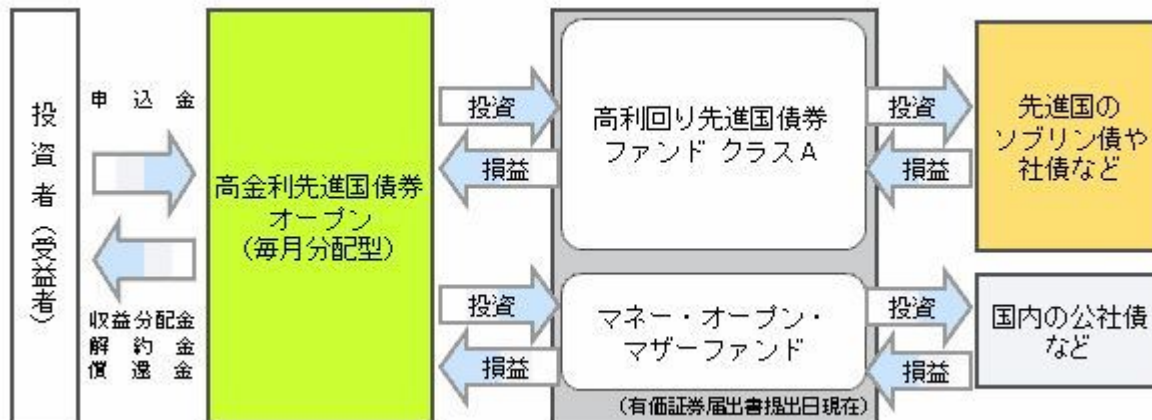 投資者(受益者)
申込金
収益分配金
解約金
償還金
高金利先進国債券
オープン
(毎月分配型)
投資
損益
高利回り先進国債券
ファンド クラスA
投資
損益
先進国の
ソブリン債や
社債など
投資
損益
マネー・オープン・
マザーファンド
投資
損益
国内の公社債
など
(有価証券届出書提出日現在)